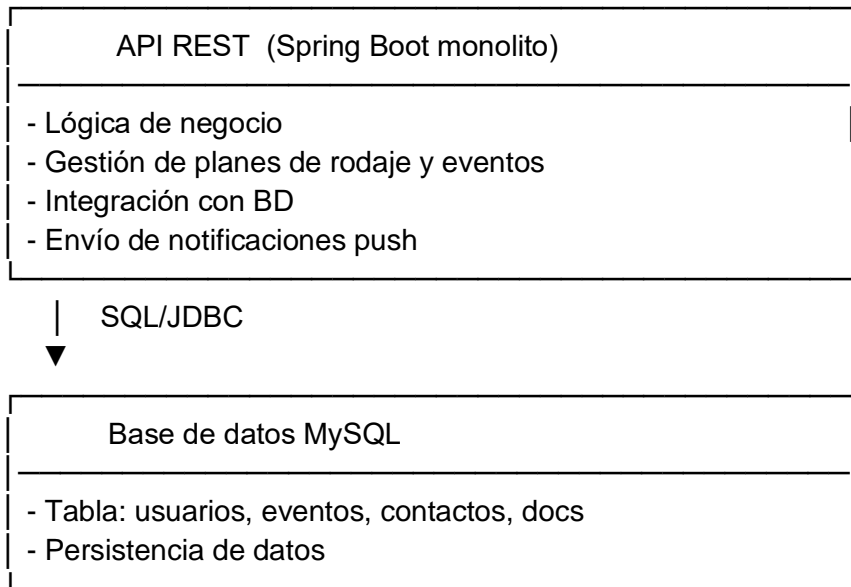 API REST (Spring Boot monolito)
- Lógica de negocio
- Gestión de planes de rodaje y eventos
- Integración con BD
- Envío de notificaciones push
SQL/JDBC
Base de datos MySQL
- Tabla: usuarios, eventos, contactos, docs
- Persistencia de datos